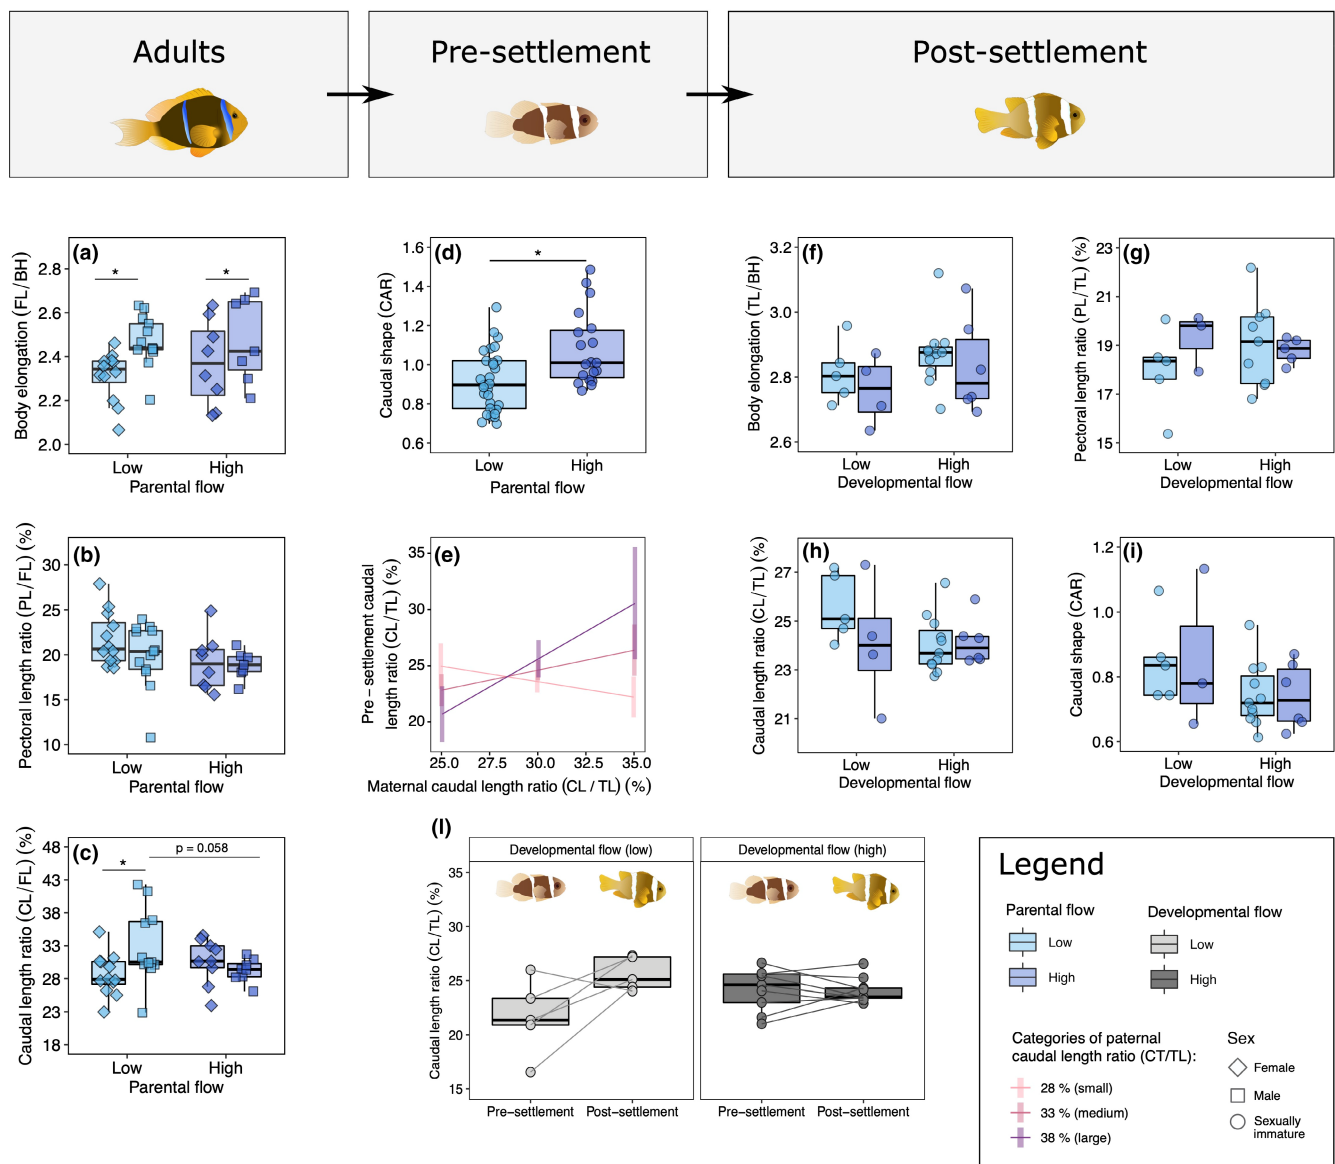 Adults
Pre-settlement
Post-settlement
(a)
Body elongation (FL/BH)
2.8
2.6
2.4
2.2
2.0
*
*
Low
High
Parental flow
(d)
Caudal shape (CAR)
1.6
1.4
1.2
1.0
0.8
0.6
*
Low
High
Parental flow
(f)
Body elongation (TL/BH)
3.2
3.0
2.8
2.6
Low
High
Developmental flow
(g)
Pectoral length ratio (PL/TL) (%)
23
21
19
17
15
Low
High
Developmental flow
(b)
Pectoral length ratio (PL/FL) (%)
30
25
20
15
10
Low
High
Parental flow
(e)
Pre – settlement caudal
length ratio (CL/TL) (%)
35
30
25
20
25.0
27.5
30.0
32.5
35.0
Maternal caudal length ratio (CL / TL) (%)
(h)
Caudal length ratio (CL/TL) (%)
27
25
23
21
Low
High
Developmental flow
(i)
Caudal shape (CAR)
1.2
1.0
0.8
0.6
Low
High
Developmental flow
(c)
Caudal length ratio (CL/FL) (%)
48
43
38
33
28
23
18
*
p = 0.058
Low
High
Parental flow
(l)
Developmental flow (low)
Developmental flow (high)
Caudal length ratio (CL/TL) (%)
35
30
25
20
15
Pre−settlement
Post−settlement
Pre−settlement
Post−settlement
Legend
Parental flow
Low
High
Developmental flow
Low
High
Categories of paternal
caudal length ratio (CT/TL):
28 % (small)
33 % (medium)
38 % (large)
Sex
Female
Male
Sexually
immature